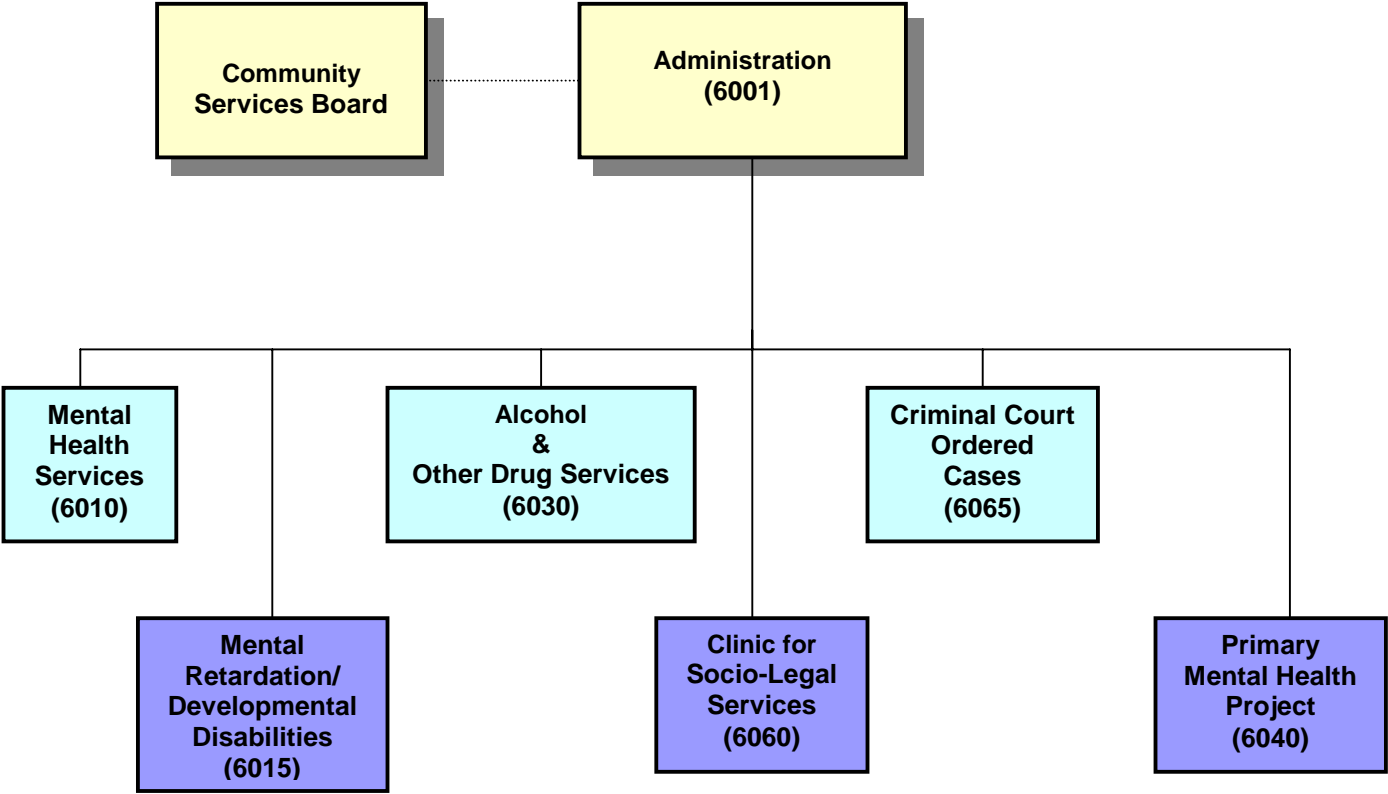 Community
Services Board
Administration
(6001)
Mental
Health
Services
(6010)
Alcohol
&
Other Drug Services
(6030)
Criminal Court
Ordered
Cases
(6065)
Mental
Retardation/
Developmental
Disabilities
(6015)
Clinic for
Socio-Legal
Services
(6060)
Primary
Mental Health
Project
(6040)